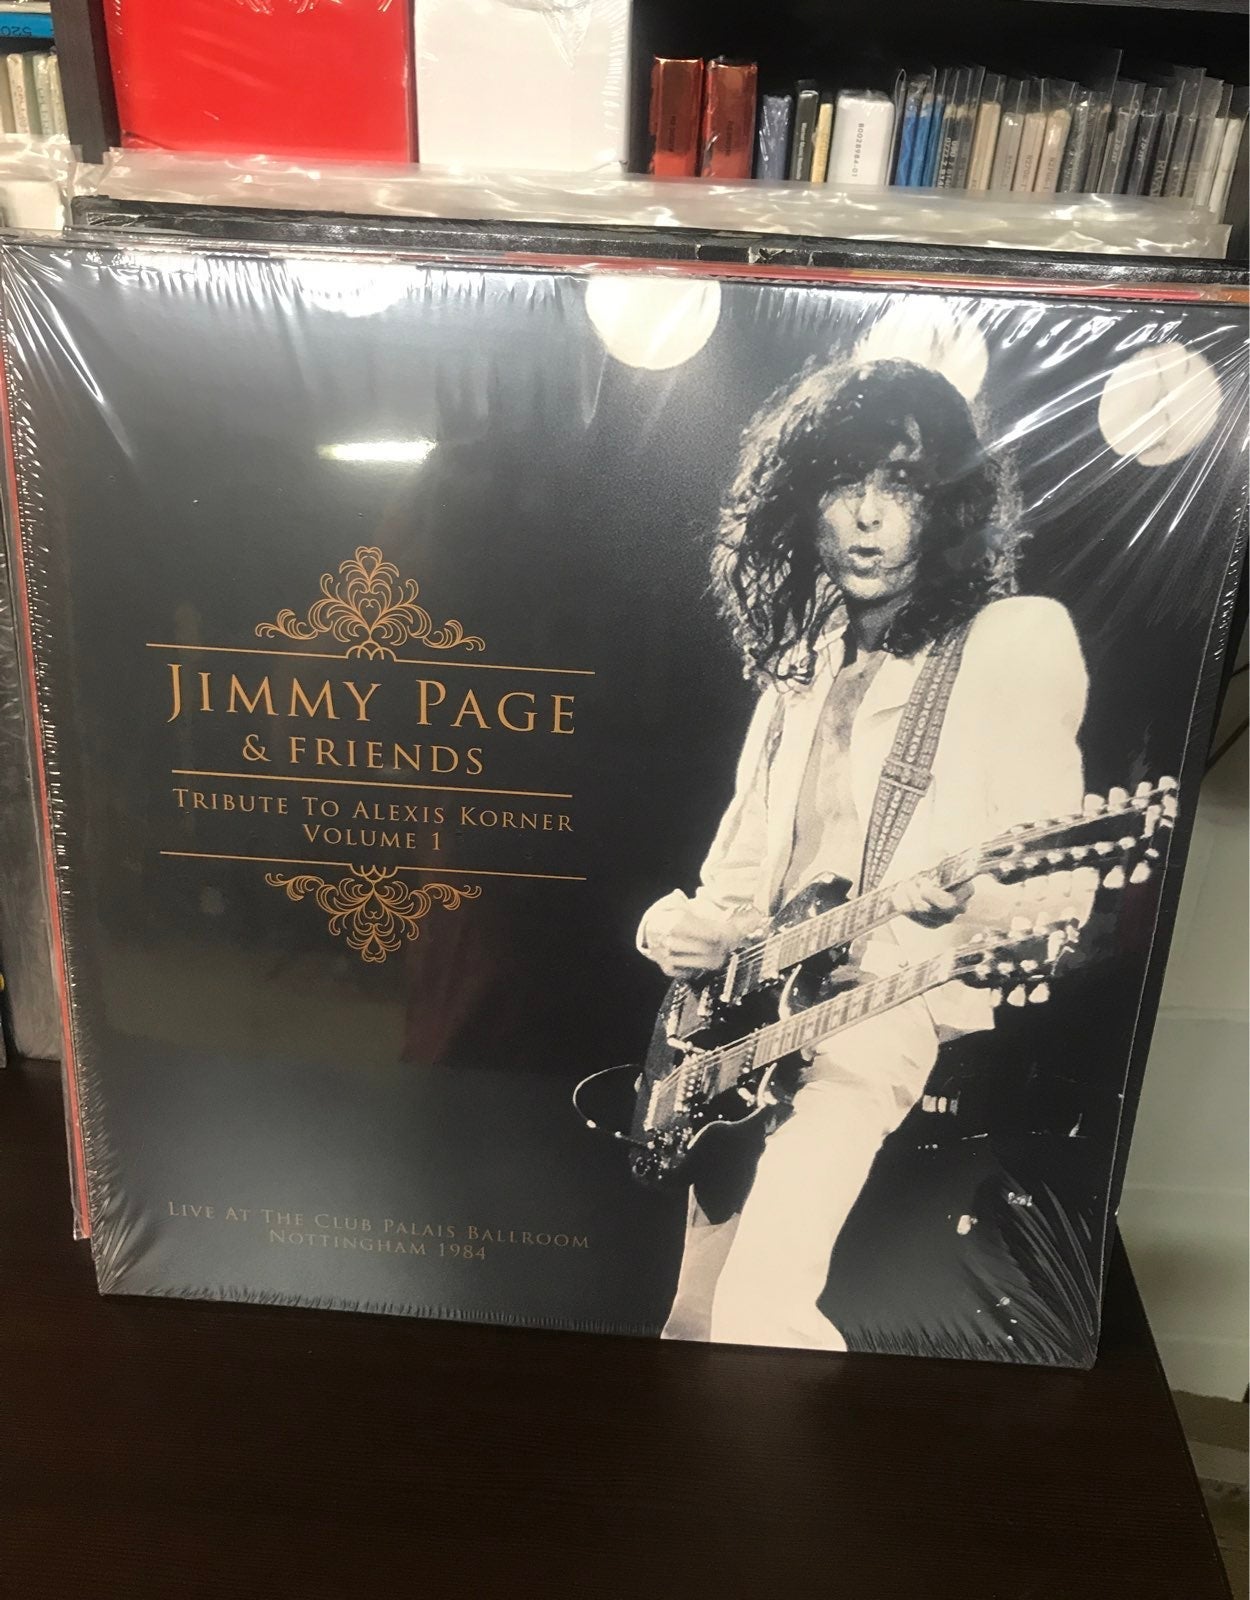 JIMMY PAGE
& FRIENDS
TRIBUTE TO ALEXIS KORNER
VOLUME 1
LIVE AT THE CLUB PALAIS BALLROOM
NOTTINGHAM 1984